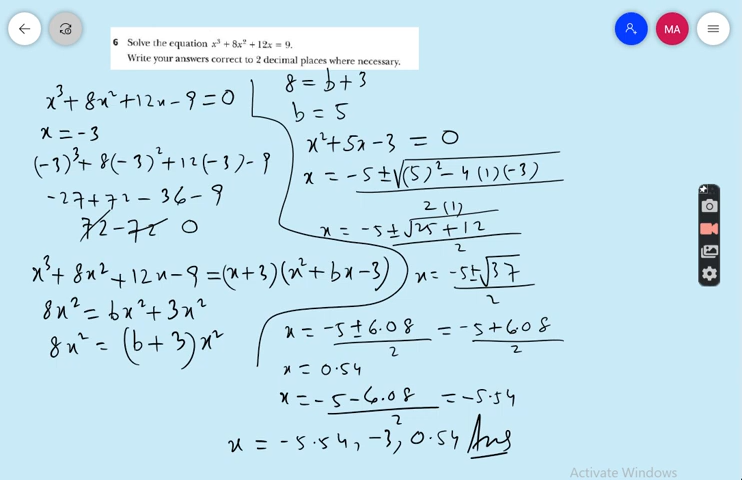 MA
6 Solve the equation x³ + 8x² + 12x = 9.
Write your answers correct to 2 decimal places where necessary.
x³+8x²+12x-9=0
x=-3
(-3)³+8(-3)²+12(-3)-9
-27+72-36-9
72-72 0
x³+8x²+12x-9=(x+3)(x²+bx-3)
8x²=bx²+3x²
8x²=(b+3)x²
8=b+3
b=5
x²+5x-3=0
x=-5±√(5)²-4(1)(-3)
2(1)
x=-5±√25+12
2
x=-5±√37
2
x=-5±6.08 =-5+6.08
2 2
x=0.54
x=-5-6.08 =-5.54
2
x=-5.54,-3,0.54 Ans
Activate Windows